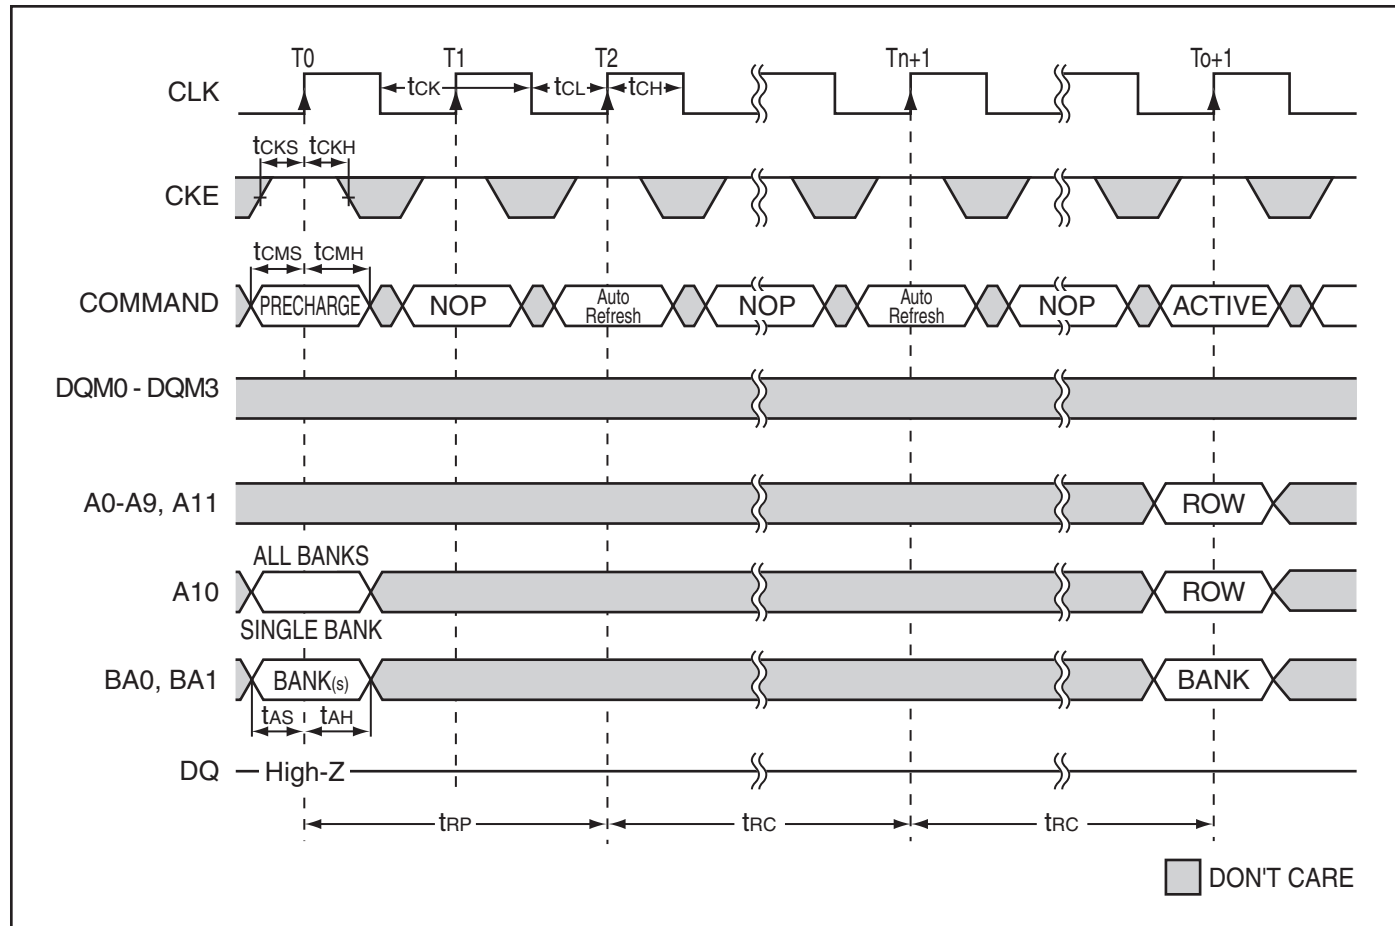 T0 T1 T2 Tn+1 To+1
CLK tCK tCL tCH
tCKS tCKH
CKE
tCMS tCMH
COMMAND PRECHARGE NOP Auto Refresh NOP Auto Refresh NOP ACTIVE
DQM0 - DQM3
A0-A9, A11 ROW
ALL BANKS
A10 ROW
SINGLE BANK
BA0, BA1 BANK(s) BANK
tAS tAH
DQ High-Z
tRP tRC tRC
DON'T CARE